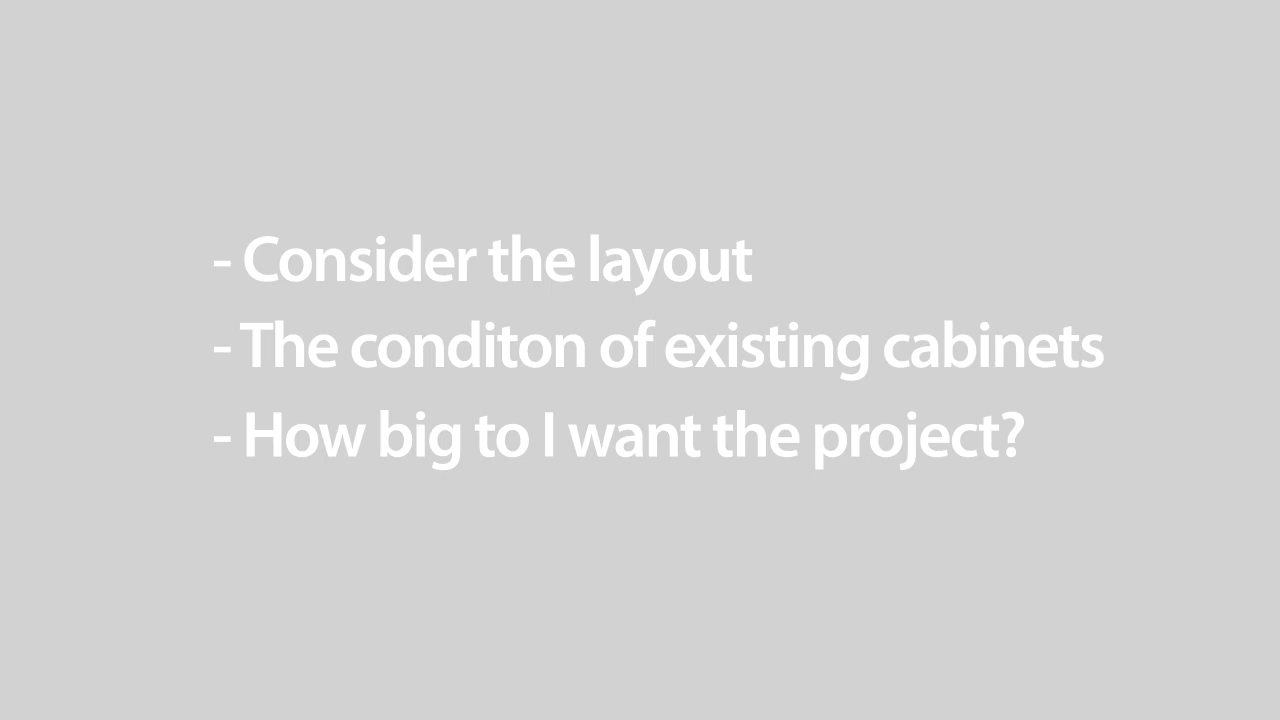 - Consider the layout
- The conditon of existing cabinets
- How big to I want the project?